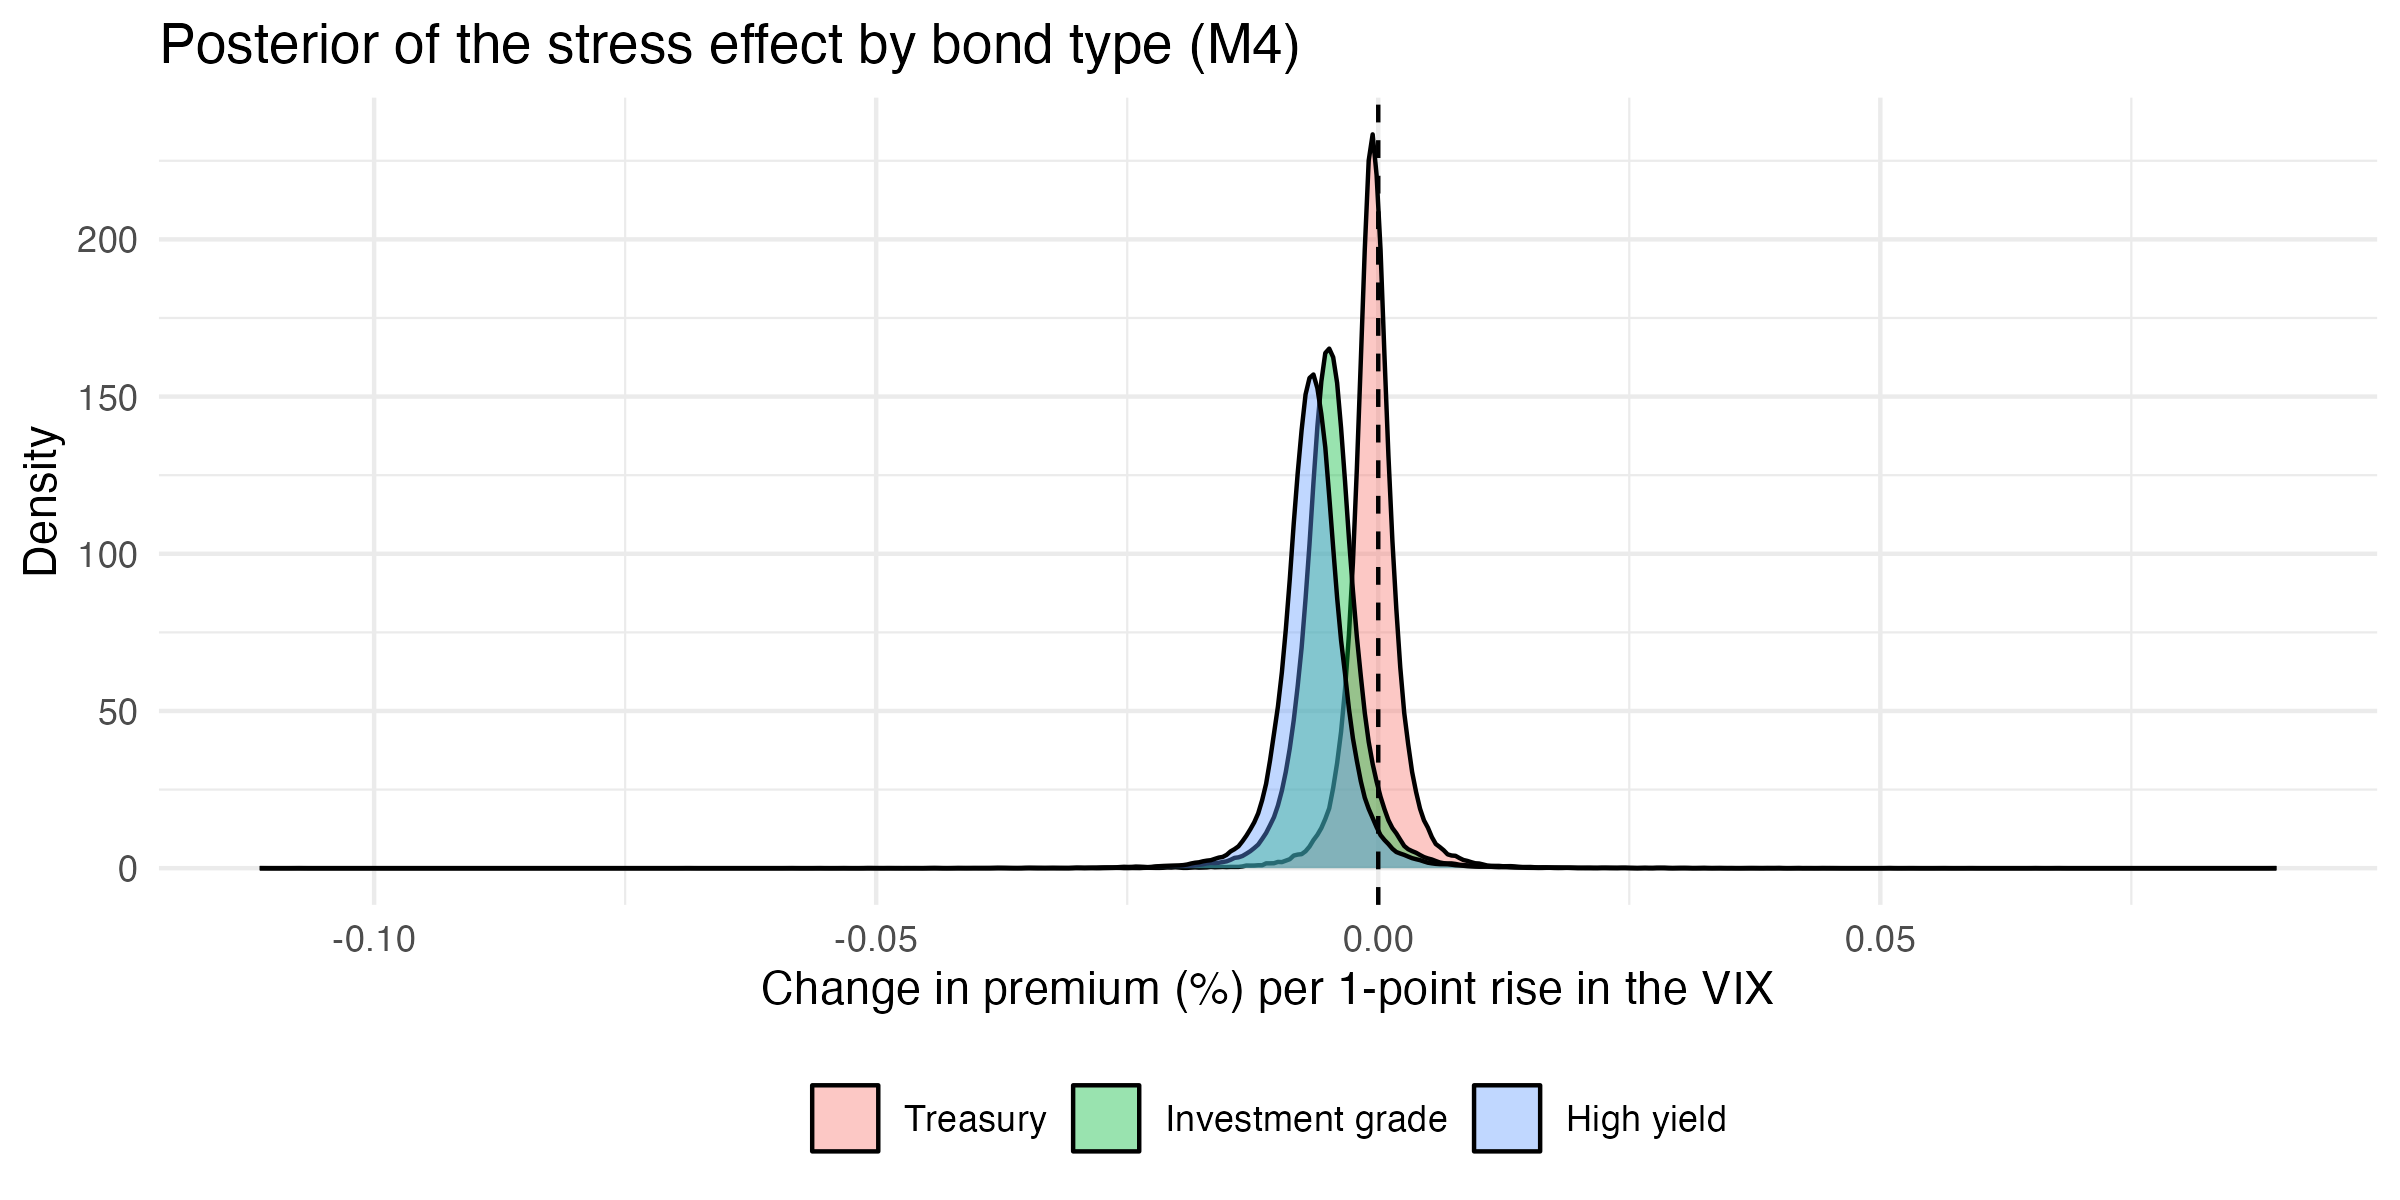 Posterior of the stress effect by bond type (M4)
Density
200
150
100
50
0
-0.10 -0.05 0.00 0.05
Change in premium (%) per 1-point rise in the VIX
Treasury Investment grade High yield